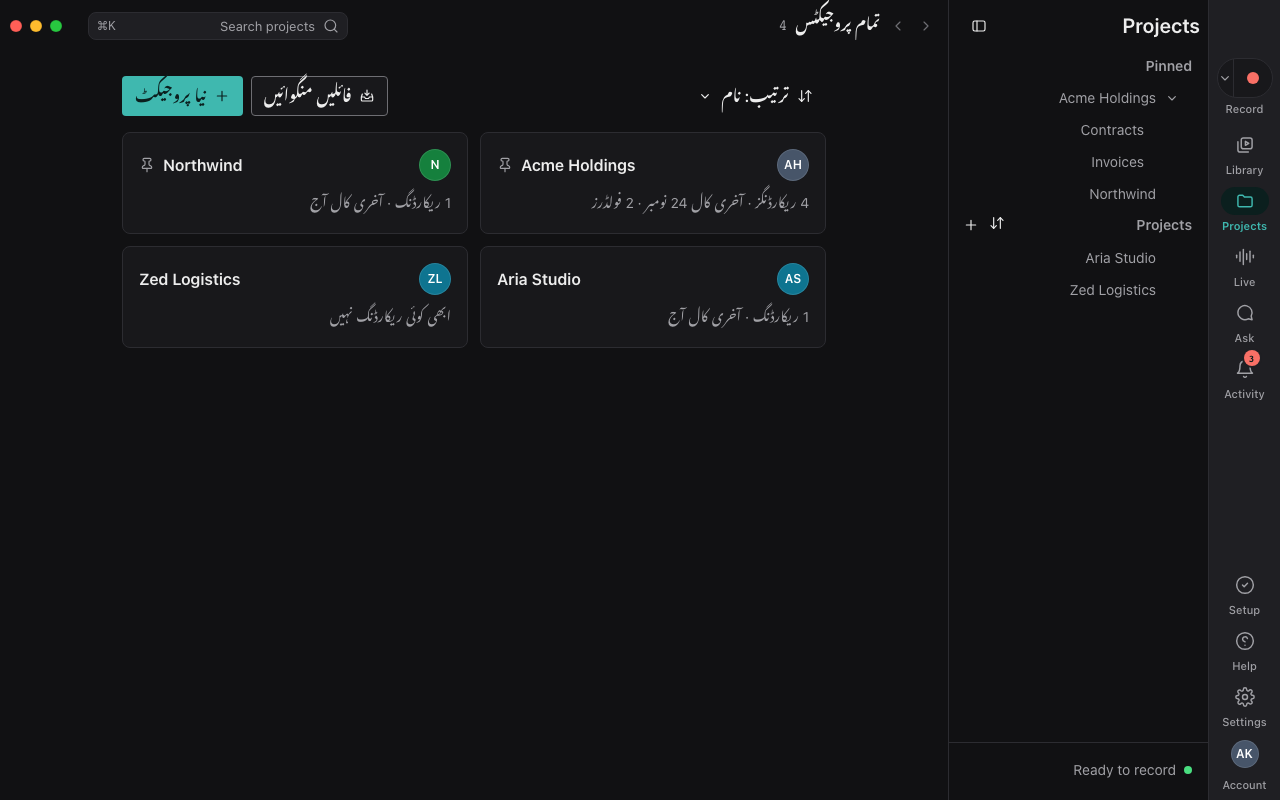 Projects
تمام پروجیکٹس 4
Search projects ⌘K
Record
Library
Projects
Live
Ask
3
Activity
Setup
Help
Settings
AK
Account
Pinned
Acme Holdings
Contracts
Invoices
Northwind
Projects
Aria Studio
Zed Logistics
Ready to record
ترتیب: نام
فائلیں منگوائیں
نیا پروجیکٹ
AH
Acme Holdings
4 ریکارڈنگز · آخری کال 24 نومبر · 2 فولڈرز
N
Northwind
1 ریکارڈنگ · آخری کال آج
AS
Aria Studio
1 ریکارڈنگ · آخری کال آج
ZL
Zed Logistics
ابھی کوئی ریکارڈنگ نہیں